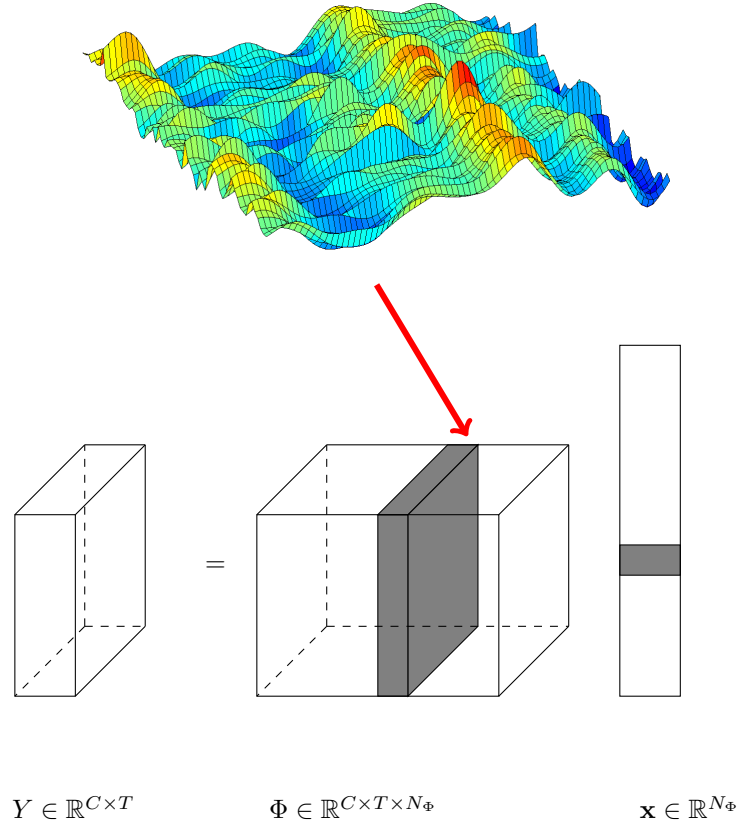 =
Y ∈ ℝ^{C×T} Φ ∈ ℝ^{C×T×N_Φ} 𝐱 ∈ ℝ^{N_Φ}